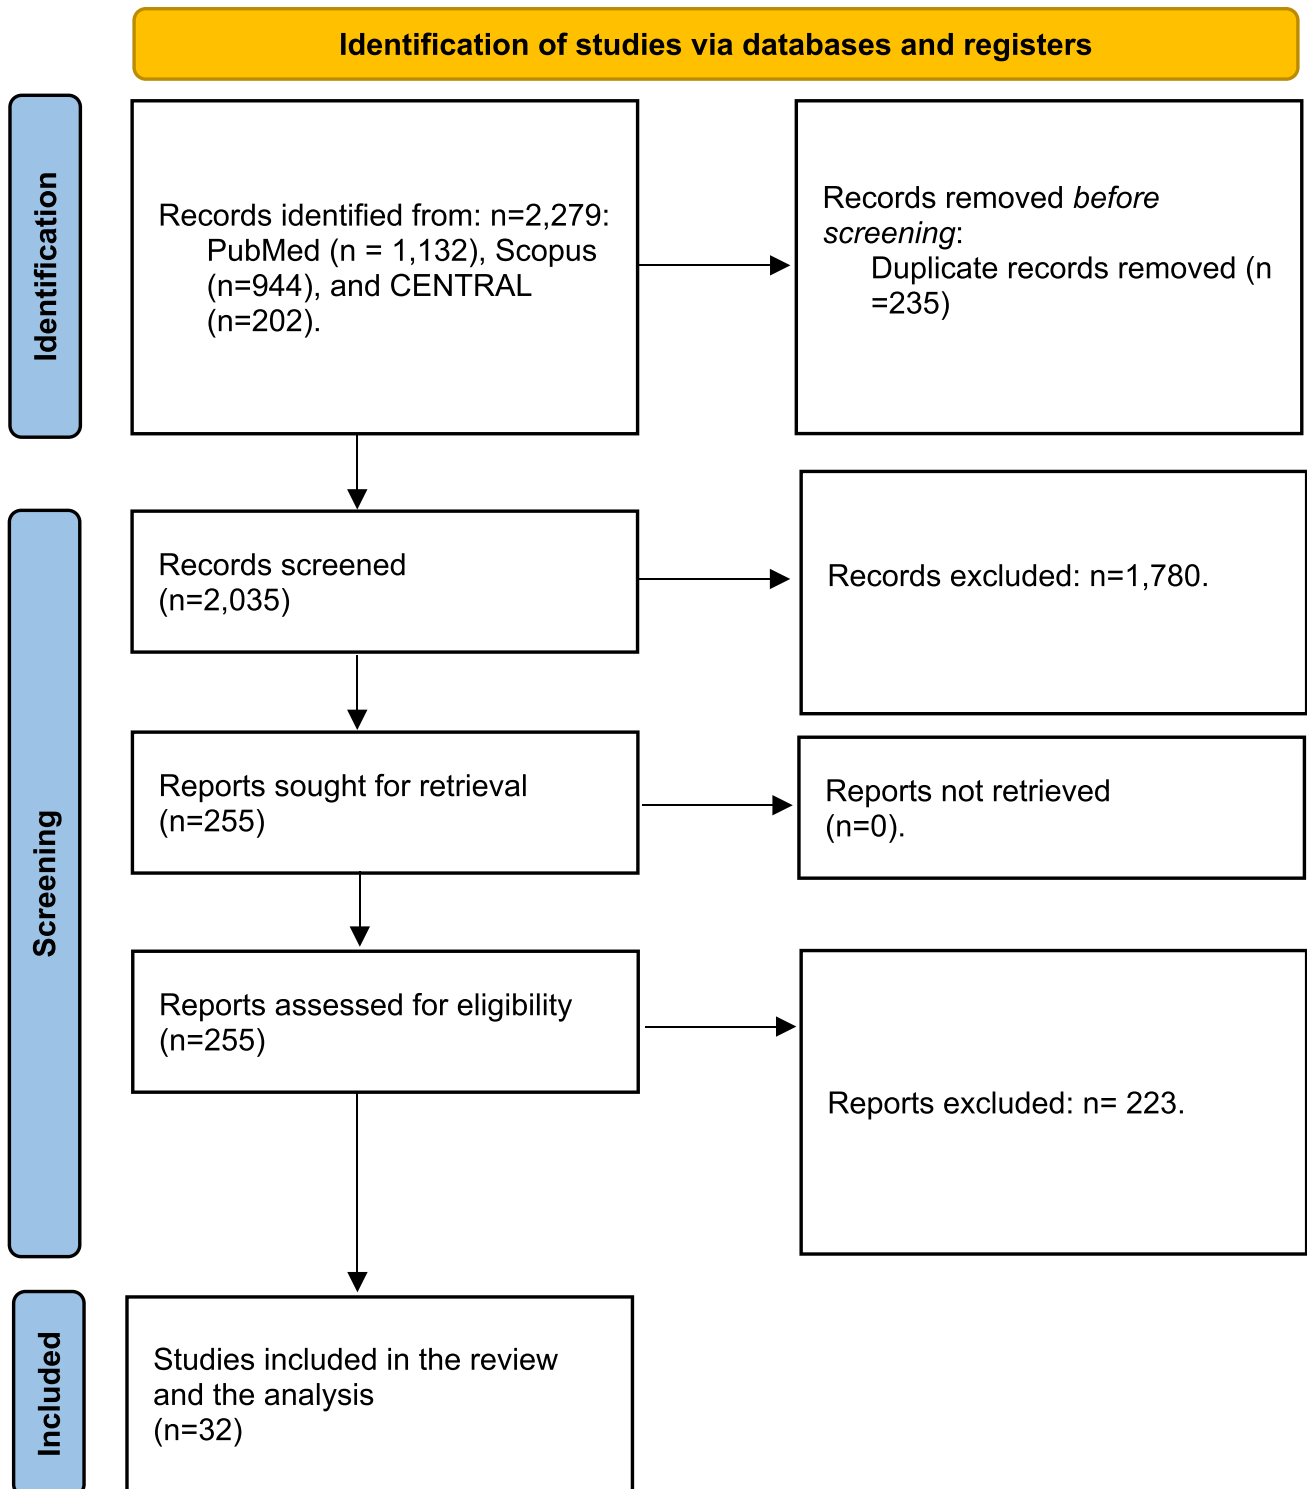 Identification of studies via databases and registers
Identification
Records identified from: n=2,279:
PubMed (n = 1,132), Scopus
(n=944), and CENTRAL
(n=202).
Records removed before
screening:
Duplicate records removed (n
=235)
Screening
Records screened
(n=2,035)
Records excluded: n=1,780.
Reports sought for retrieval
(n=255)
Reports not retrieved
(n=0).
Reports assessed for eligibility
(n=255)
Reports excluded: n= 223.
Included
Studies included in the review
and the analysis
(n=32)